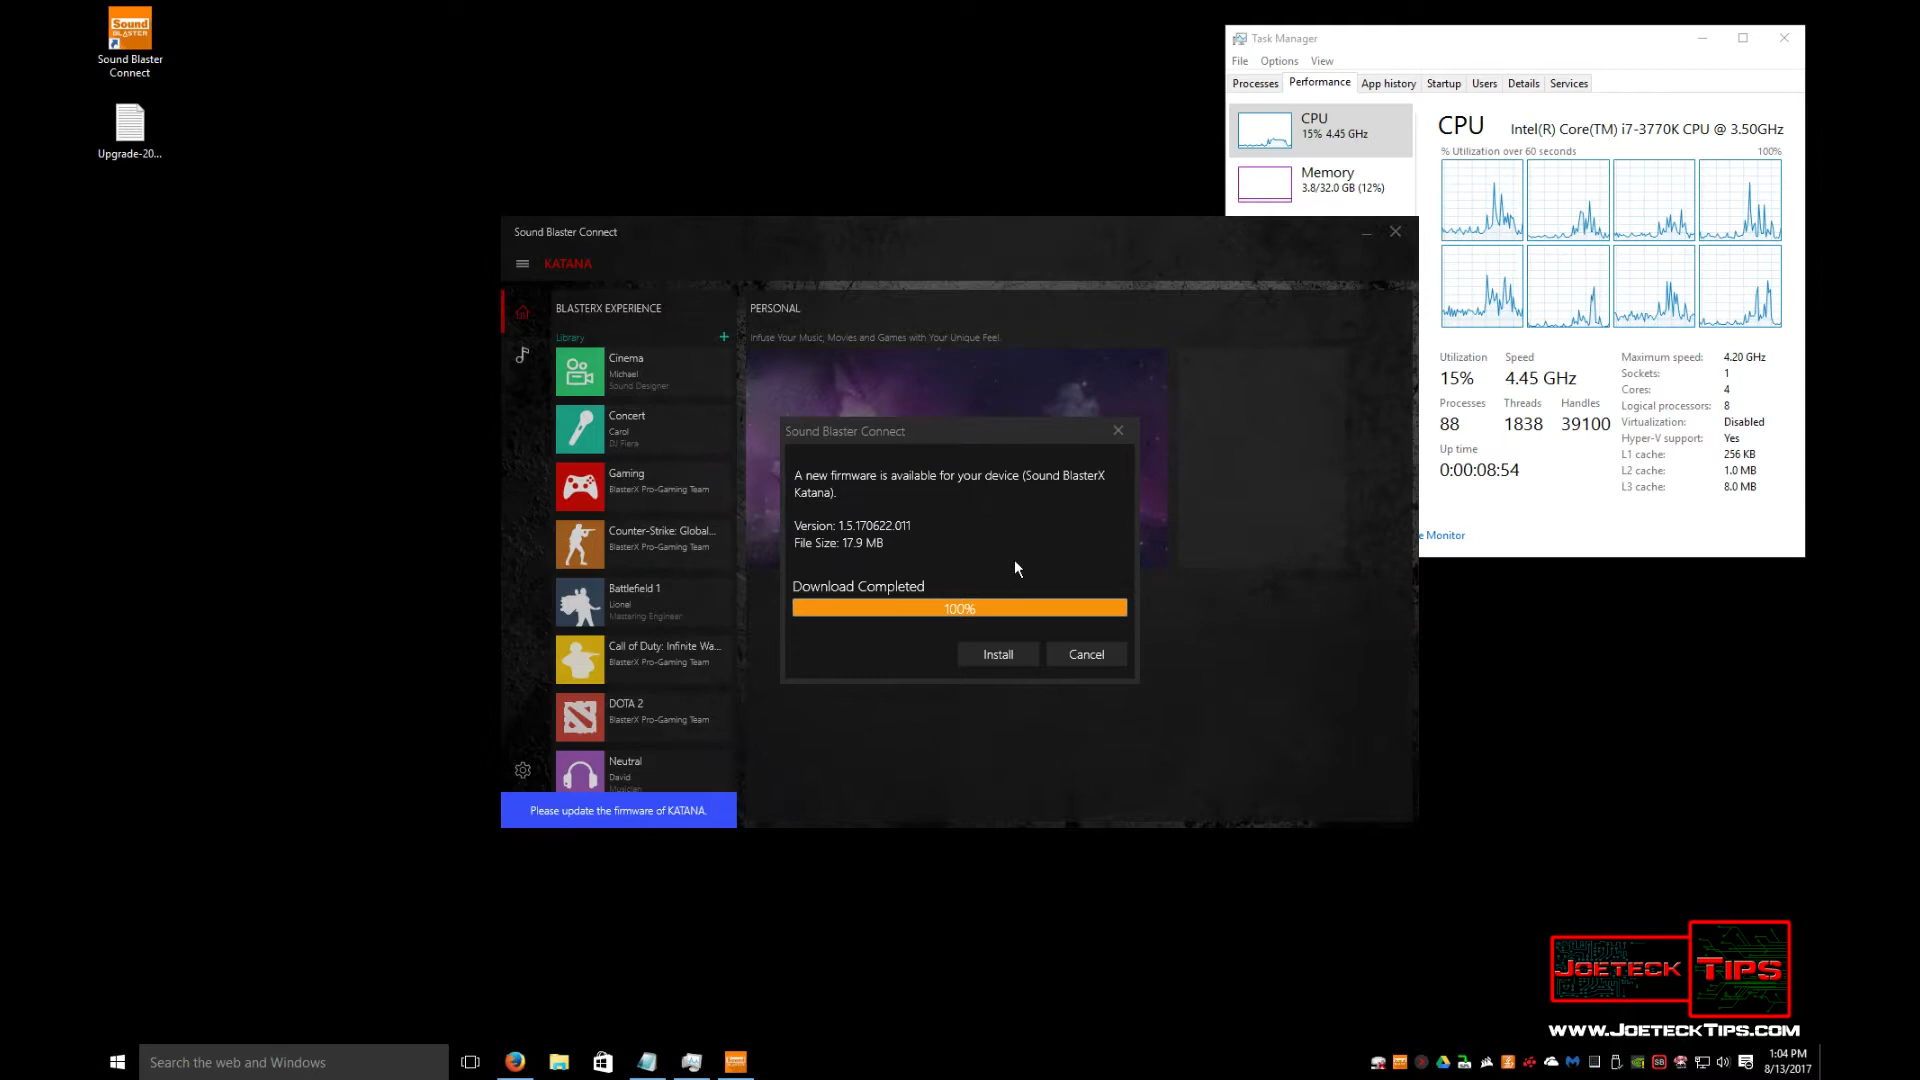 Sound
BLASTER
Sound Blaster
Connect
Upgrade-20...
Task Manager
File Options View
Processes Performance App history Startup Users Details Services
CPU
15% 4.45 GHz
Memory
3.8/32.0 GB (12%)
CPU Intel(R) Core(TM) i7-3770K CPU @ 3.50GHz
% Utilization over 60 seconds 100%
Utilization Speed
15% 4.45 GHz
Processes Threads Handles
88 1838 39100
Up time
0:00:08:54
Maximum speed: 4.20 GHz
Sockets: 1
Cores: 4
Logical processors: 8
Virtualization: Disabled
Hyper-V support: Yes
L1 cache: 256 KB
L2 cache: 1.0 MB
L3 cache: 8.0 MB
e Monitor
Sound Blaster Connect
KATANA
BLASTERX EXPERIENCE
Library +
Cinema
Michael
Sound Designer
Concert
Carol
DJ Fiera
Gaming
BlasterX Pro-Gaming Team
Counter-Strike: Global...
BlasterX Pro-Gaming Team
Battlefield 1
Lionel
Mastering Engineer
Call of Duty: Infinite Wa...
BlasterX Pro-Gaming Team
DOTA 2
BlasterX Pro-Gaming Team
Neutral
David
Musician
Please update the firmware of KATANA.
PERSONAL
Infuse Your Music, Movies and Games with Your Unique Feel.
Sound Blaster Connect
A new firmware is available for your device (Sound BlasterX
Katana).
Version: 1.5.170622.011
File Size: 17.9 MB
Download Completed
100%
Install Cancel
JOETECK TIPS
WWW.JOETECKTIPS.COM
Search the web and Windows
1:04 PM
8/13/2017